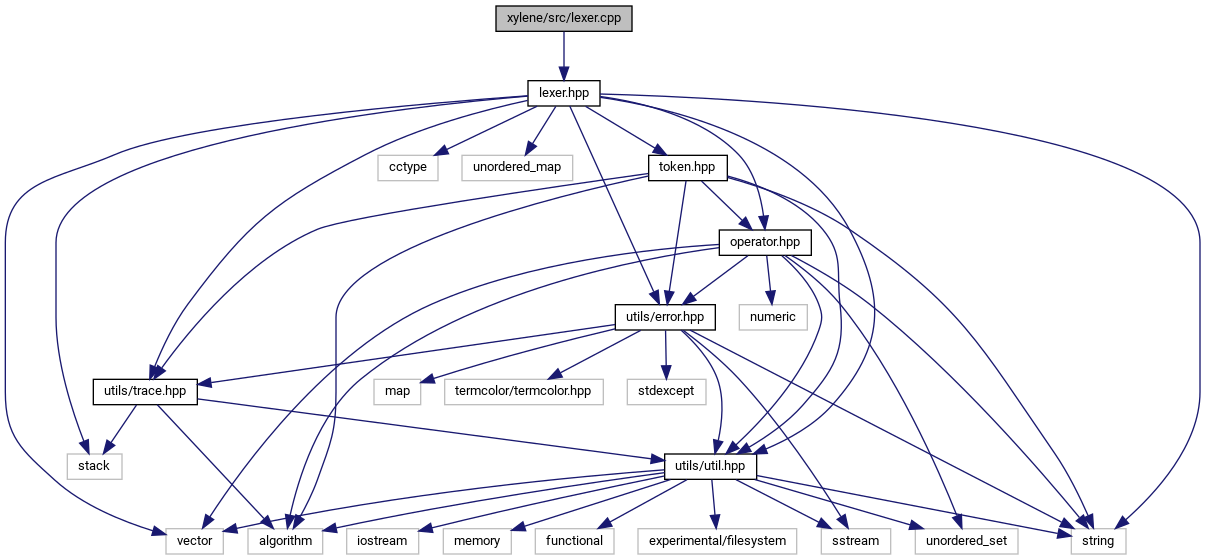 xylene/src/lexer.cpp
lexer.hpp
cctype
unordered_map
token.hpp
operator.hpp
utils/error.hpp
numeric
utils/trace.hpp
map
termcolor/termcolor.hpp
stdexcept
stack
utils/util.hpp
vector
algorithm
iostream
memory
functional
experimental/filesystem
sstream
unordered_set
string